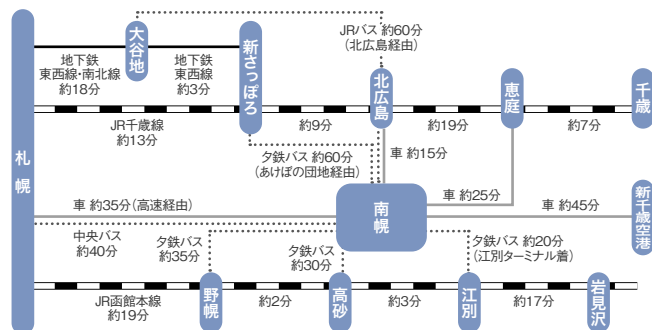 大谷地
JRバス 約60分
(北広島経由)
地下鉄
東西線・南北線
約18分
地下鉄
東西線
約3分
新さっぽろ
北広島
恵庭
千歳
JR千歳線
約13分
約9分
約19分
約7分
札幌
夕鉄バス 約60分
(あけぼの団地経由)
車 約15分
南幌
車 約25分
車 約35分(高速経由)
車 約45分
新千歳空港
中央バス
約40分
夕鉄バス
約35分
夕鉄バス
約30分
夕鉄バス 約20分
(江別ターミナル着)
JR函館本線
約19分
野幌
約2分
高砂
約3分
江別
約17分
岩見沢